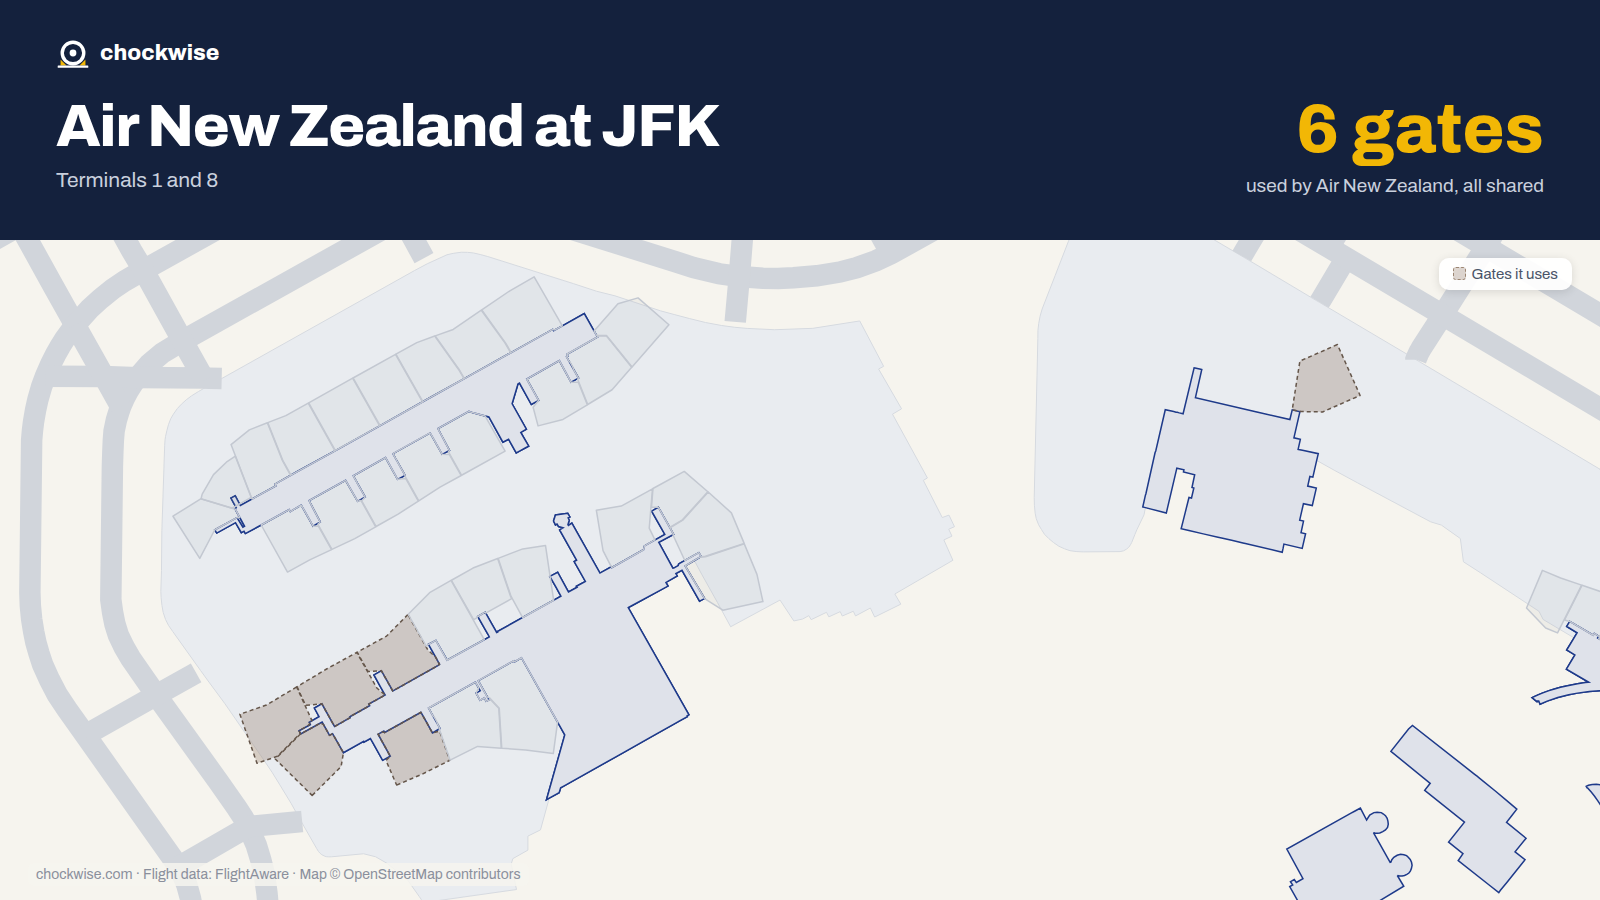 chockwise
Air New Zealand at JFK
Terminals 1 and 8
6 gates
used by Air New Zealand, all shared
Gates it uses
chockwise.com · Flight data: FlightAware · Map © OpenStreetMap contributors